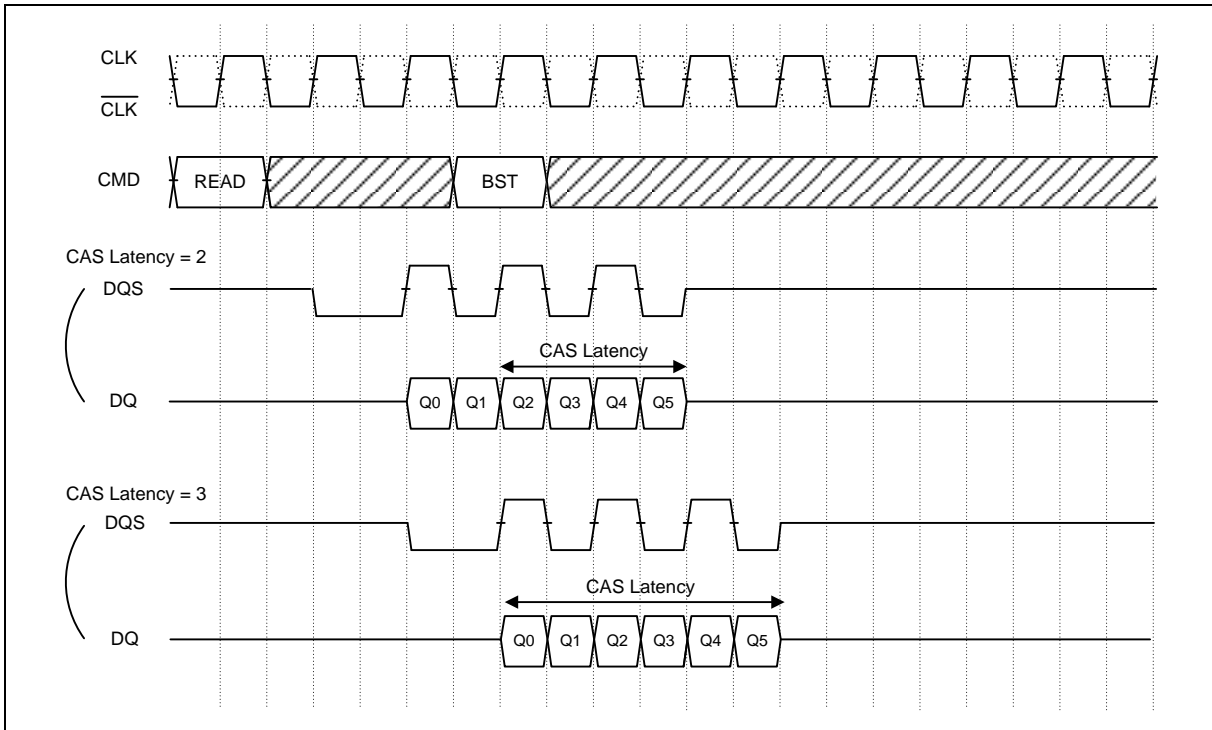 CLK
CLK
CMD READ BST
CAS Latency = 2
DQS
CAS Latency
DQ Q0 Q1 Q2 Q3 Q4 Q5
CAS Latency = 3
DQS
CAS Latency
DQ Q0 Q1 Q2 Q3 Q4 Q5